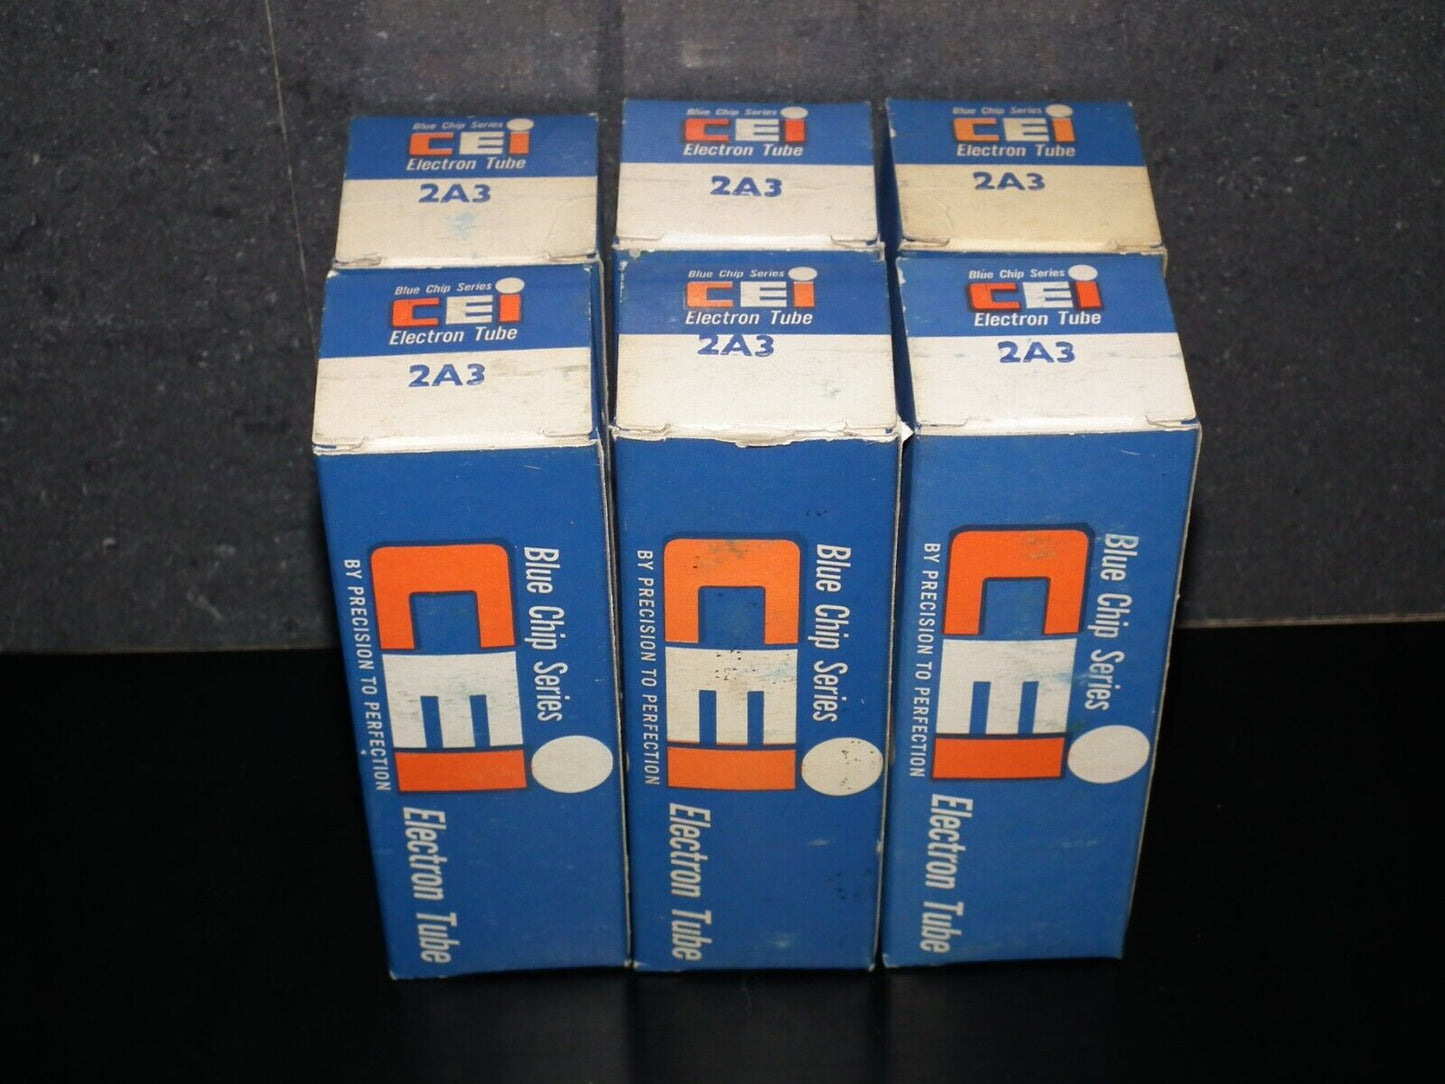 Blue Chip Series
CEi
Electron Tube
2A3
Blue Chip Series
CEi
Electron Tube
2A3
Blue Chip Series
CEi
Electron Tube
2A3
Blue Chip Series
CEi
Electron Tube
2A3
Blue Chip Series
CEi
Electron Tube
2A3
Blue Chip Series
CEi
Electron Tube
2A3
Blue Chip Series
CEi
BY PRECISION TO PERFECTION
Electron Tube
Blue Chip Series
CEi
BY PRECISION TO PERFECTION
Electron Tube
Blue Chip Series
CEi
BY PRECISION TO PERFECTION
Electron Tube